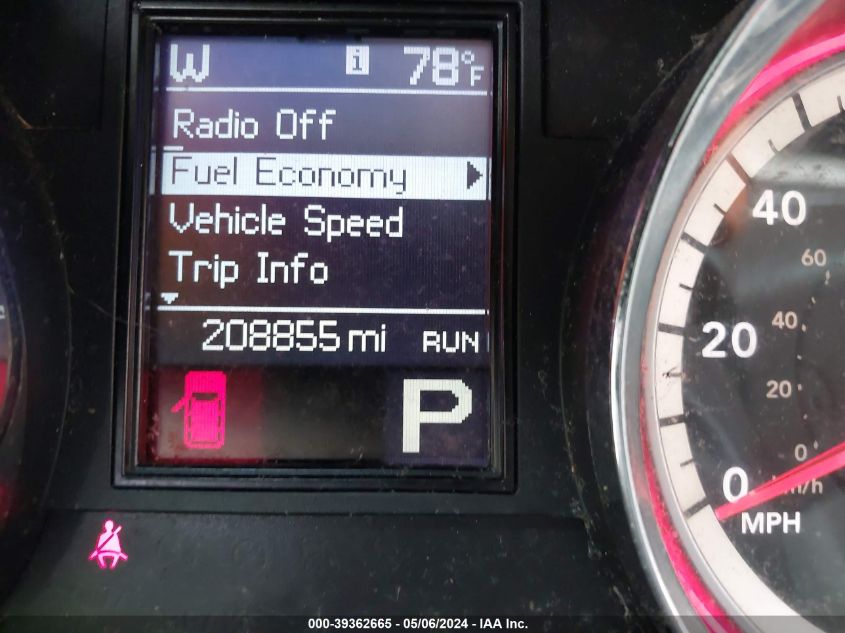 W i 78°F
Radio Off
Fuel Economy
Vehicle Speed
Trip Info
208855 mi RUN
P
40
60
20
40
20
0
0
km/h
MPH
000-39362665 - 05/06/2024 - IAA Inc.